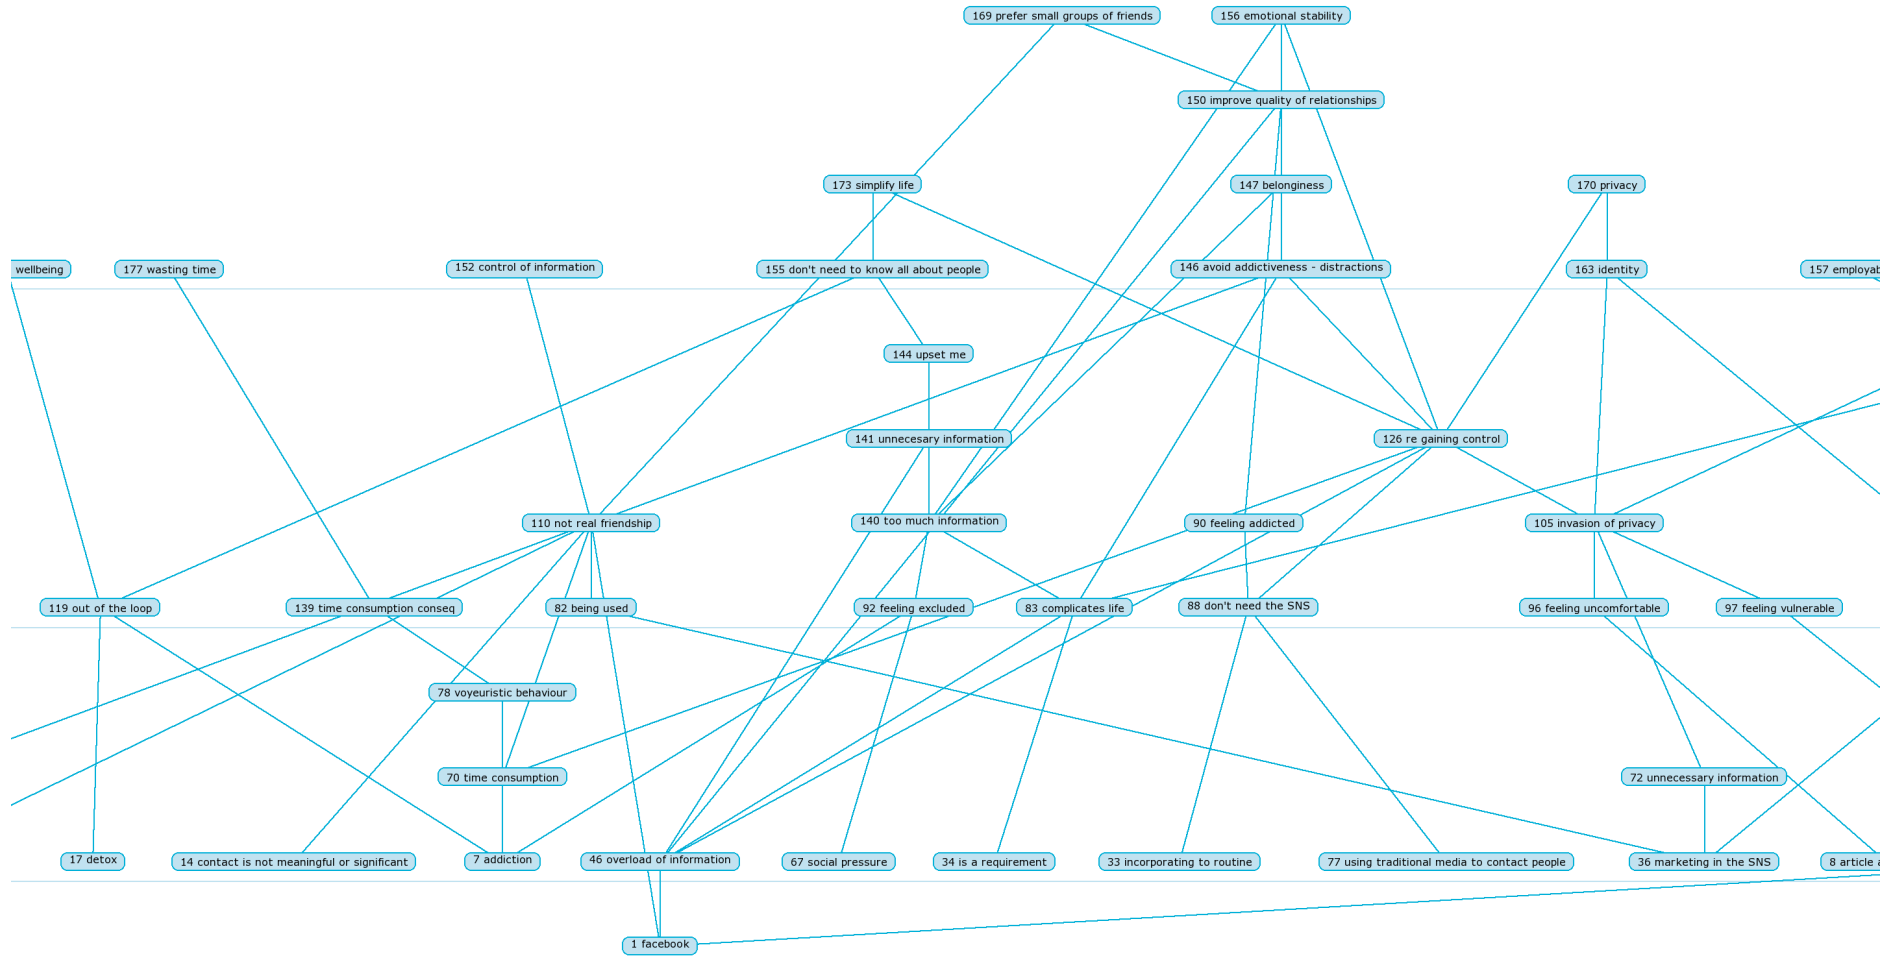 169 prefer small groups of friends
156 emotional stability
150 improve quality of relationships
173 simplify life
147 belonginess
170 privacy
wellbeing
177 wasting time
152 control of information
155 don't need to know all about people
146 avoid addictiveness - distractions
163 identity
157 employab
144 upset me
141 unnecesary information
126 re gaining control
110 not real friendship
140 too much information
90 feeling addicted
105 invasion of privacy
119 out of the loop
139 time consumption conseq
82 being used
92 feeling excluded
83 complicates life
88 don't need the SNS
96 feeling uncomfortable
97 feeling vulnerable
78 voyeuristic behaviour
70 time consumption
72 unnecessary information
17 detox
14 contact is not meaningful or significant
7 addiction
46 overload of information
67 social pressure
34 is a requirement
33 incorporating to routine
77 using traditional media to contact people
36 marketing in the SNS
8 article a
1 facebook